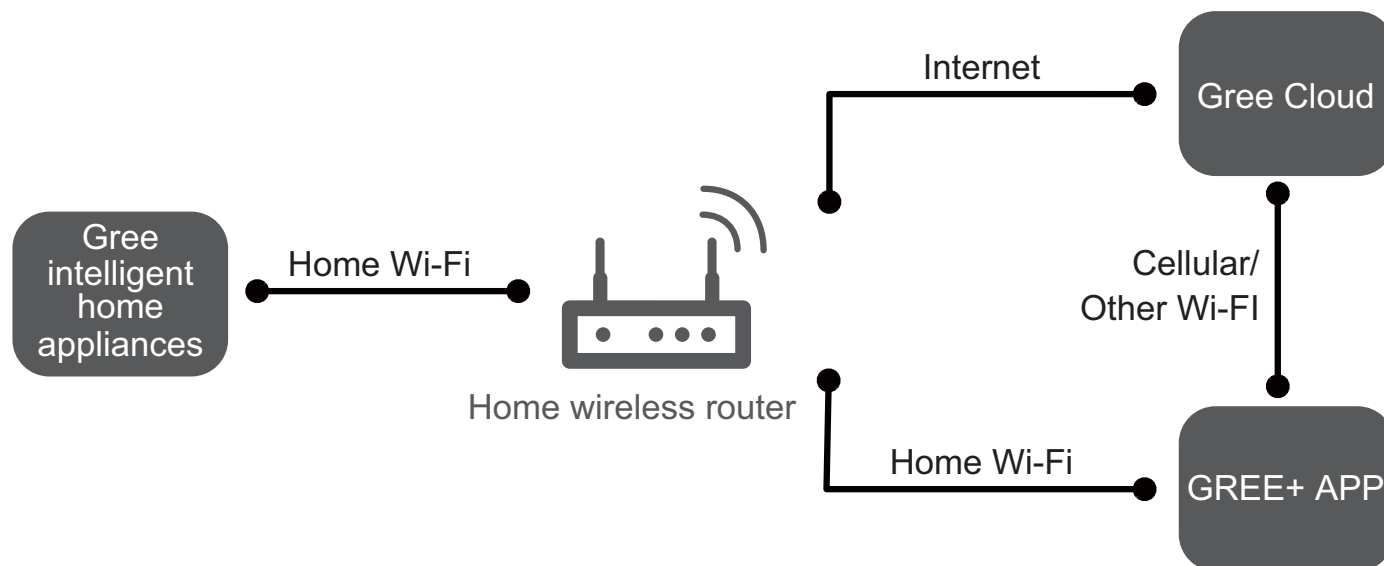 Internet
Gree Cloud
Gree
intelligent
home
appliances
Home Wi-Fi
Cellular/
Other Wi-FI
Home wireless router
Home Wi-Fi
GREE+ APP